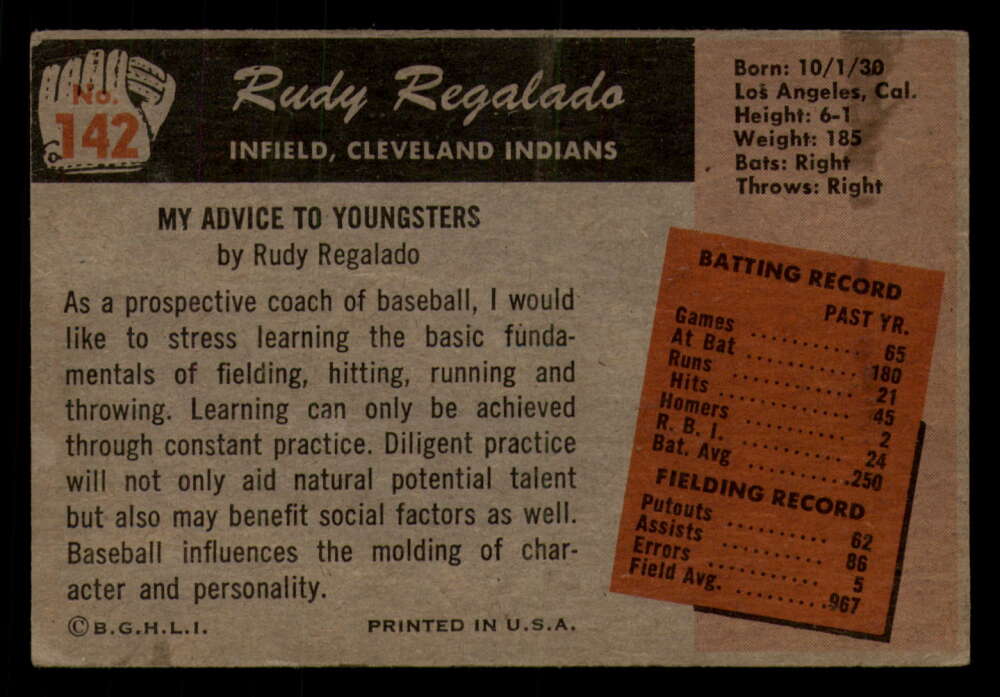 No.
142
Rudy Regalado
INFIELD, CLEVELAND INDIANS
Born: 10/1/30
Los Angeles, Cal.
Height: 6-1
Weight: 185
Bats: Right
Throws: Right
MY ADVICE TO YOUNGSTERS
by Rudy Regalado
As a prospective coach of baseball, I would
like to stress learning the basic funda-
mentals of fielding, hitting, running and
throwing. Learning can only be achieved
through constant practice. Diligent practice
will not only aid natural potential talent
but also may benefit social factors as well.
Baseball influences the molding of char-
acter and personality.
©B.G.H.L.I.
PRINTED IN U.S.A.
BATTING RECORD
PAST YR.
Games .......... 65
At Bat .......... 180
Runs .......... 21
Hits .......... 45
Homers .......... 2
R. B. I. .......... 24
Bat. Avg ..........250
FIELDING RECORD
Putouts .......... 62
Assists .......... 86
Errors .......... 5
Field Avg. ..........967